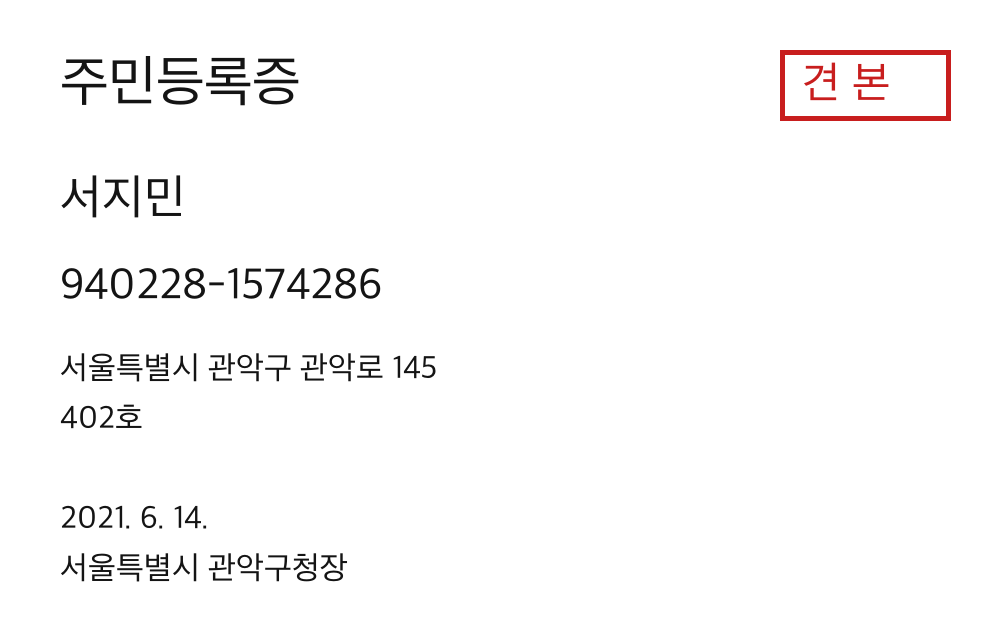 주민등록증
견 본
서지민
940228-1574286
서울특별시 관악구 관악로 145
402호
2021. 6. 14.
서울특별시 관악구청장